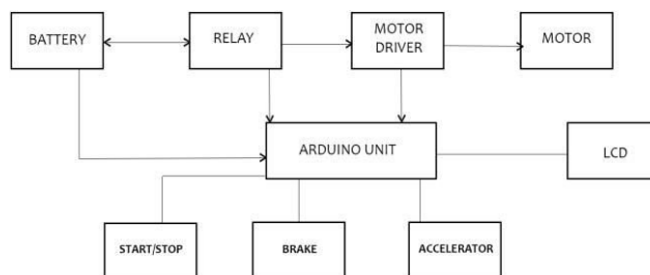 BATTERY
RELAY
MOTOR
DRIVER
MOTOR
ARDUINO UNIT
LCD
START/STOP
BRAKE
ACCELERATOR